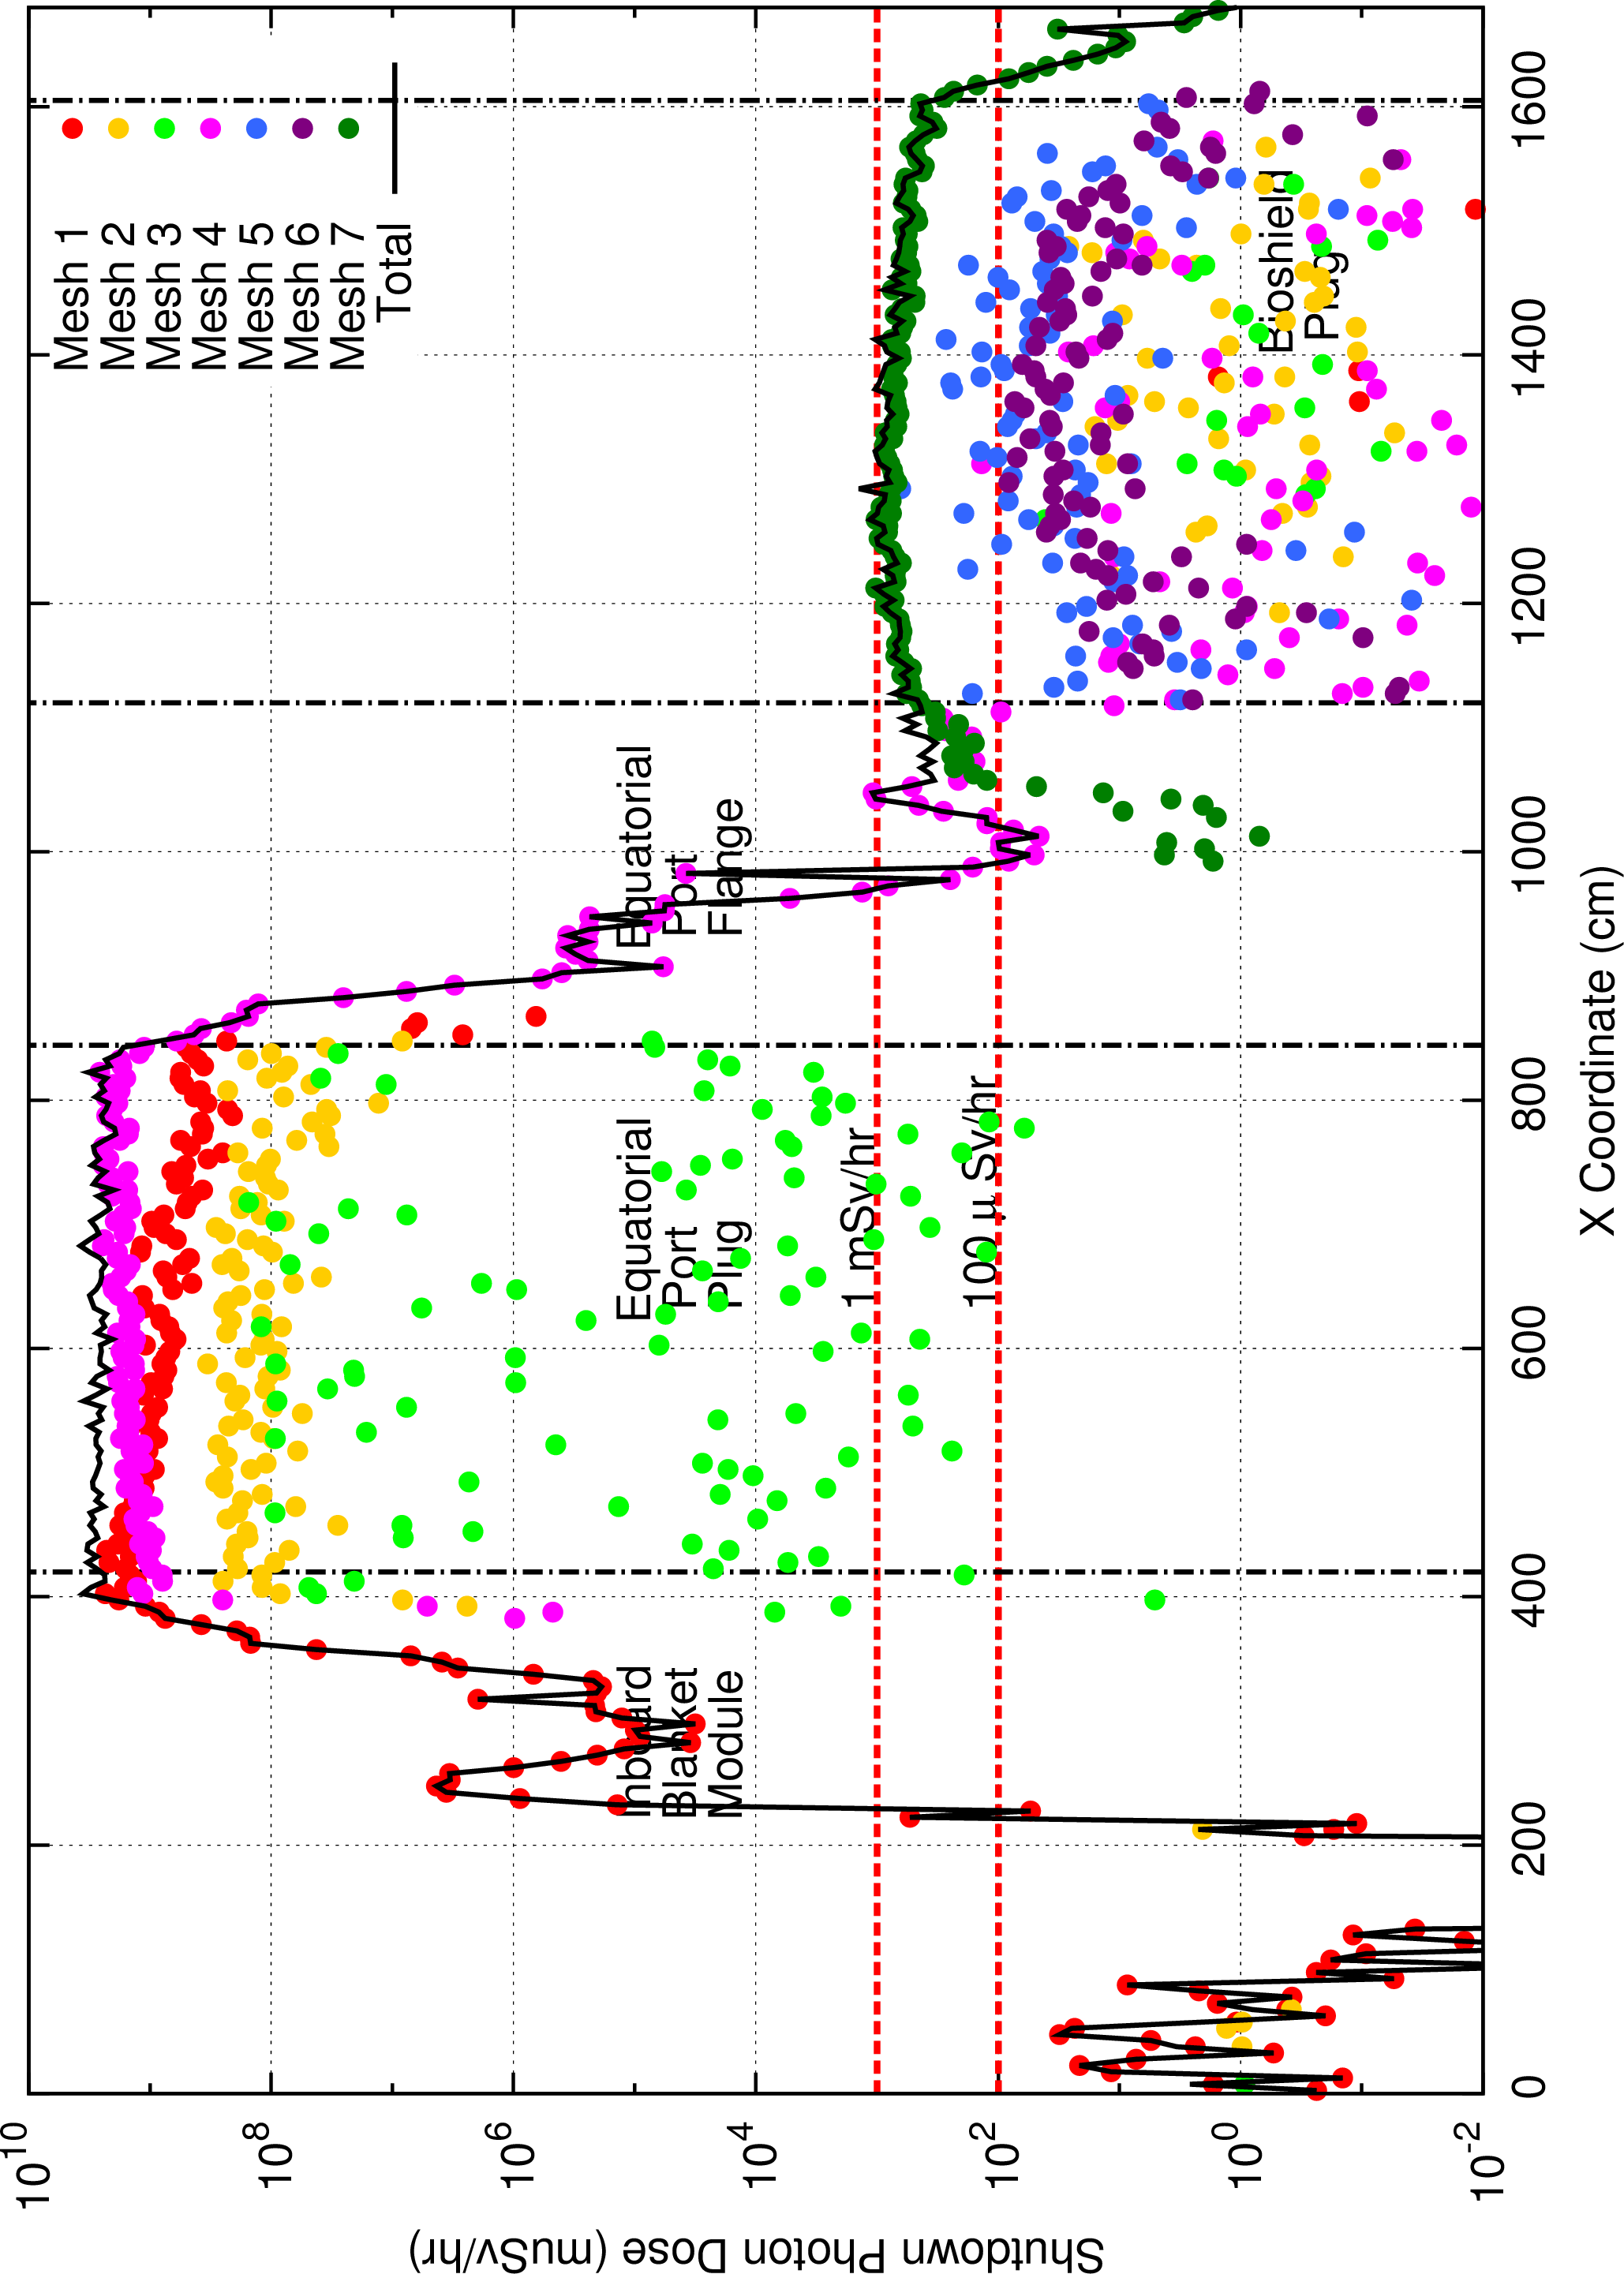 Mesh 1
Mesh 2
Mesh 3
Mesh 4
Mesh 5
Mesh 6
Mesh 7
Total
Inboard
Blanket
Module
Equatorial
Port
Plug
Equatorial
Port
Flange
Bioshield
Plug
1 mSv/hr
100 μ Sv/hr
10^10
10^8
10^6
10^4
10^2
10^0
10^-2
0 200 400 600 800 1000 1200 1400 1600
X Coordinate (cm)
Shutdown Photon Dose (muSv/hr)